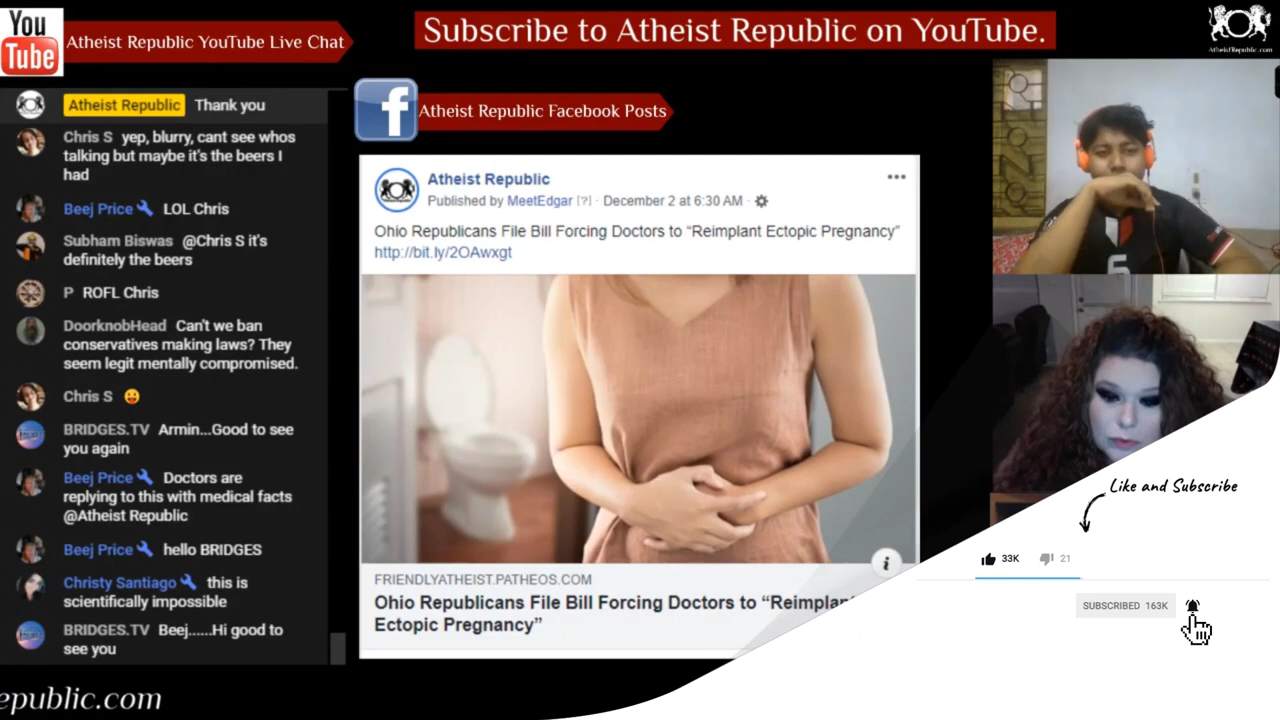 You
Tube
Atheist Republic YouTube Live Chat
Subscribe to Atheist Republic on YouTube.
AtheistRepublic.com
Atheist Republic Thank you
Chris S yep, blurry, cant see whos
talking but maybe it's the beers I
had
Beej Price LOL Chris
Subham Biswas @Chris S it's
definitely the beers
P ROFL Chris
DoorknobHead Can't we ban
conservatives making laws? They
seem legit mentally compromised.
Chris S 😛
BRIDGES.TV Armin...Good to see
you again
Beej Price Doctors are
replying to this with medical facts
@Atheist Republic
Beej Price hello BRIDGES
Christy Santiago this is
scientifically impossible
BRIDGES.TV Beej......Hi good to
see you
epublic.com
f
Atheist Republic Facebook Posts
Atheist Republic
Published by MeetEdgar [?] · December 2 at 6:30 AM ·
Ohio Republicans File Bill Forcing Doctors to “Reimplant Ectopic Pregnancy”
http://bit.ly/2OAwxgt
i
FRIENDLYATHEIST.PATHEOS.COM
Ohio Republicans File Bill Forcing Doctors to “Reimplant
Ectopic Pregnancy”
Like and Subscribe
33K 21
SUBSCRIBED 163K